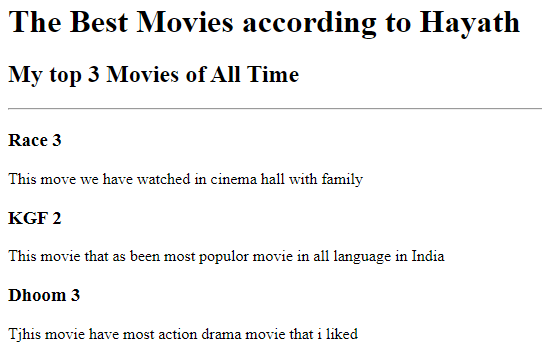 The Best Movies according to Hayath
My top 3 Movies of All Time
Race 3
This move we have watched in cinema hall with family
KGF 2
This movie that as been most populor movie in all language in India
Dhoom 3
Tjhis movie have most action drama movie that i liked